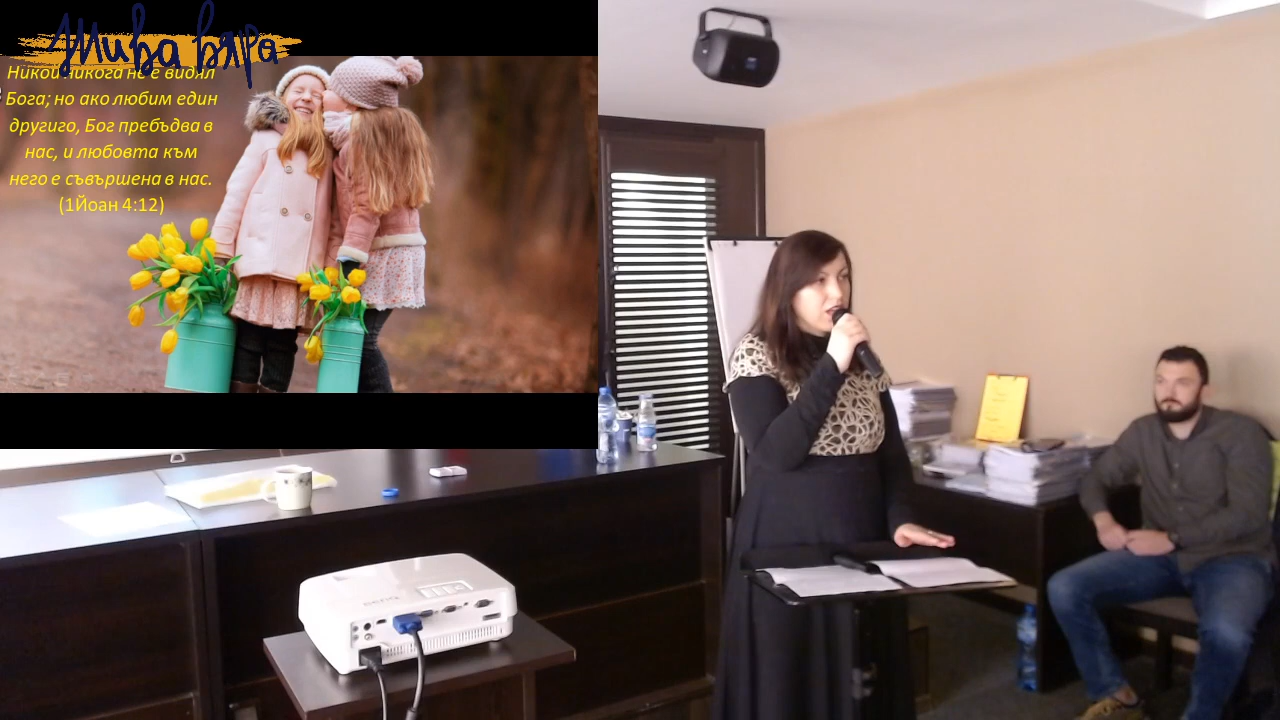 Жива вяра
Никой никога не е видял
Бога; но ако любим един
другиго, Бог пребъдва в
нас, и любовта към
него е съвършена в нас.
(1Йоан 4:12)
BenQ